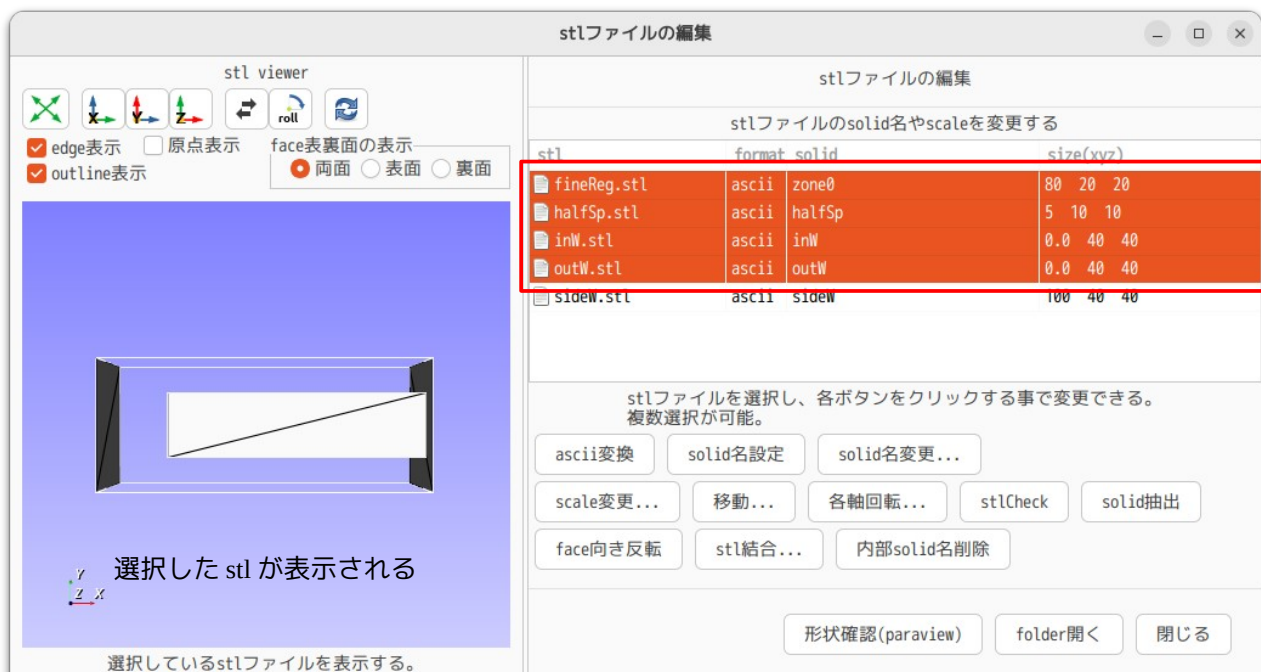 stlファイルの編集
stl viewer
X Y Z roll
edge表示 原点表示 face表裏面の表示
outline表示 両面 表面 裏面
選択した stl が表示される
Y
Z X
選択しているstlファイルを表示する。
stlファイルの編集
stlファイルのsolid名やscaleを変更する
stl format solid size(xyz)
fineReg.stl ascii zone0 80 20 20
halfSp.stl ascii halfSp 5 10 10
inW.stl ascii inW 0.0 40 40
outW.stl ascii outW 0.0 40 40
sideW.stl ascii sideW 100 40 40
stlファイルを選択し、各ボタンをクリックする事で変更できる。
複数選択が可能。
ascii変換 solid名設定 solid名変更...
scale変更... 移動... 各軸回転... stlCheck solid抽出
face向き反転 stl結合... 内部solid名削除
形状確認(paraview) folder開く 閉じる